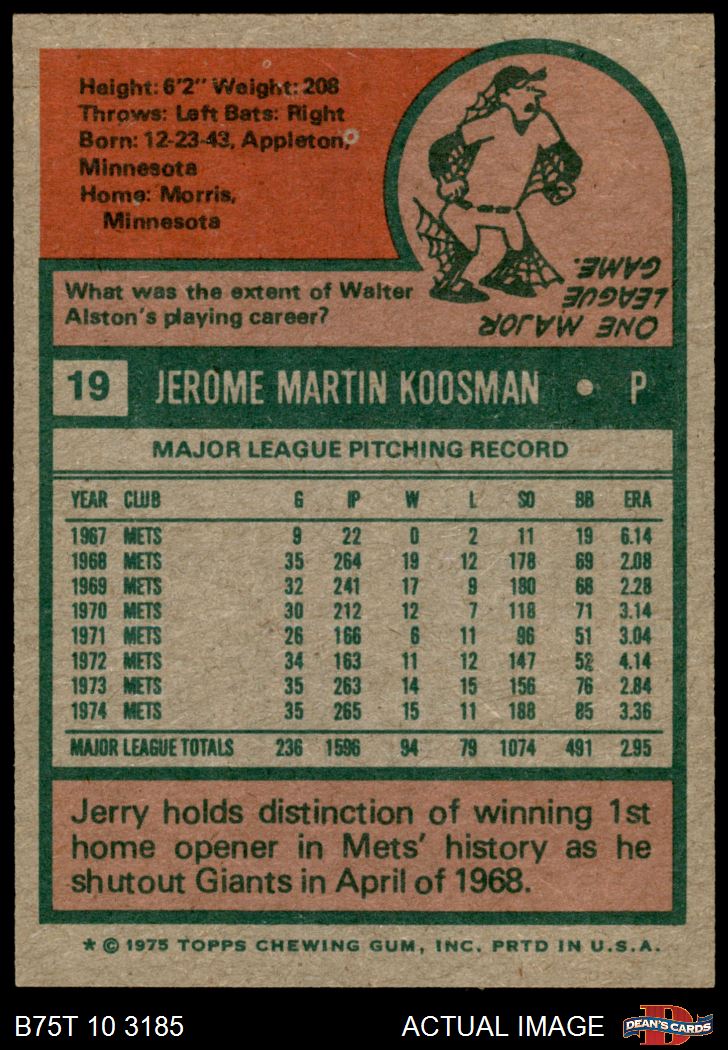 Height: 6'2" Weight: 208
Throws: Left Bats: Right
Born: 12-23-43, Appleton,
Minnesota
Home: Morris,
Minnesota
What was the extent of Walter
Alston's playing career?
ONE MAJOR
LEAGUE
GAME.
19 JEROME MARTIN KOOSMAN • P
MAJOR LEAGUE PITCHING RECORD
YEAR CLUB G IP W L SO BB ERA
1967 METS 9 22 0 2 11 19 6.14
1968 METS 35 264 19 12 178 69 2.08
1969 METS 32 241 17 9 180 68 2.28
1970 METS 30 212 12 7 118 71 3.14
1971 METS 26 166 6 11 96 51 3.04
1972 METS 34 163 11 12 147 52 4.14
1973 METS 35 263 14 15 156 76 2.84
1974 METS 35 265 15 11 188 85 3.36
MAJOR LEAGUE TOTALS 236 1596 94 79 1074 491 2.95
Jerry holds distinction of winning 1st
home opener in Mets' history as he
shutout Giants in April of 1968.
* © 1975 TOPPS CHEWING GUM, INC. PRTD IN U.S.A.
B75T 10 3185 ACTUAL IMAGE D DEAN'S CARDS